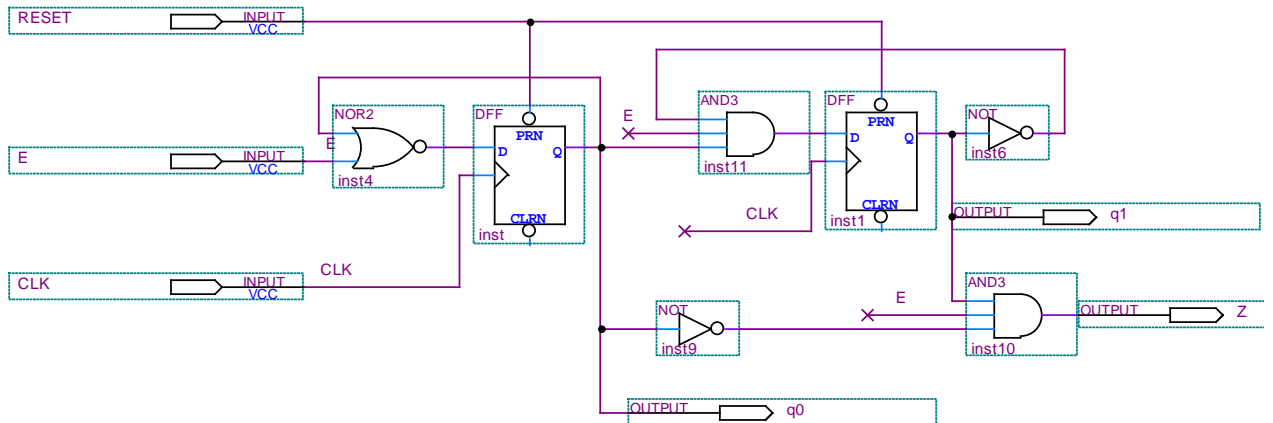 RESET
INPUT
VCC
NOR2
E
inst4
E
INPUT
VCC
DFF
PRN
D
Q
CLRN
inst
CLK
INPUT
VCC
CLK
AND3
E
inst11
DFF
PRN
D
Q
CLRN
inst1
CLK
NOT
inst6
OUTPUT
q1
NOT
inst9
AND3
E
inst10
OUTPUT
Z
OUTPUT
q0